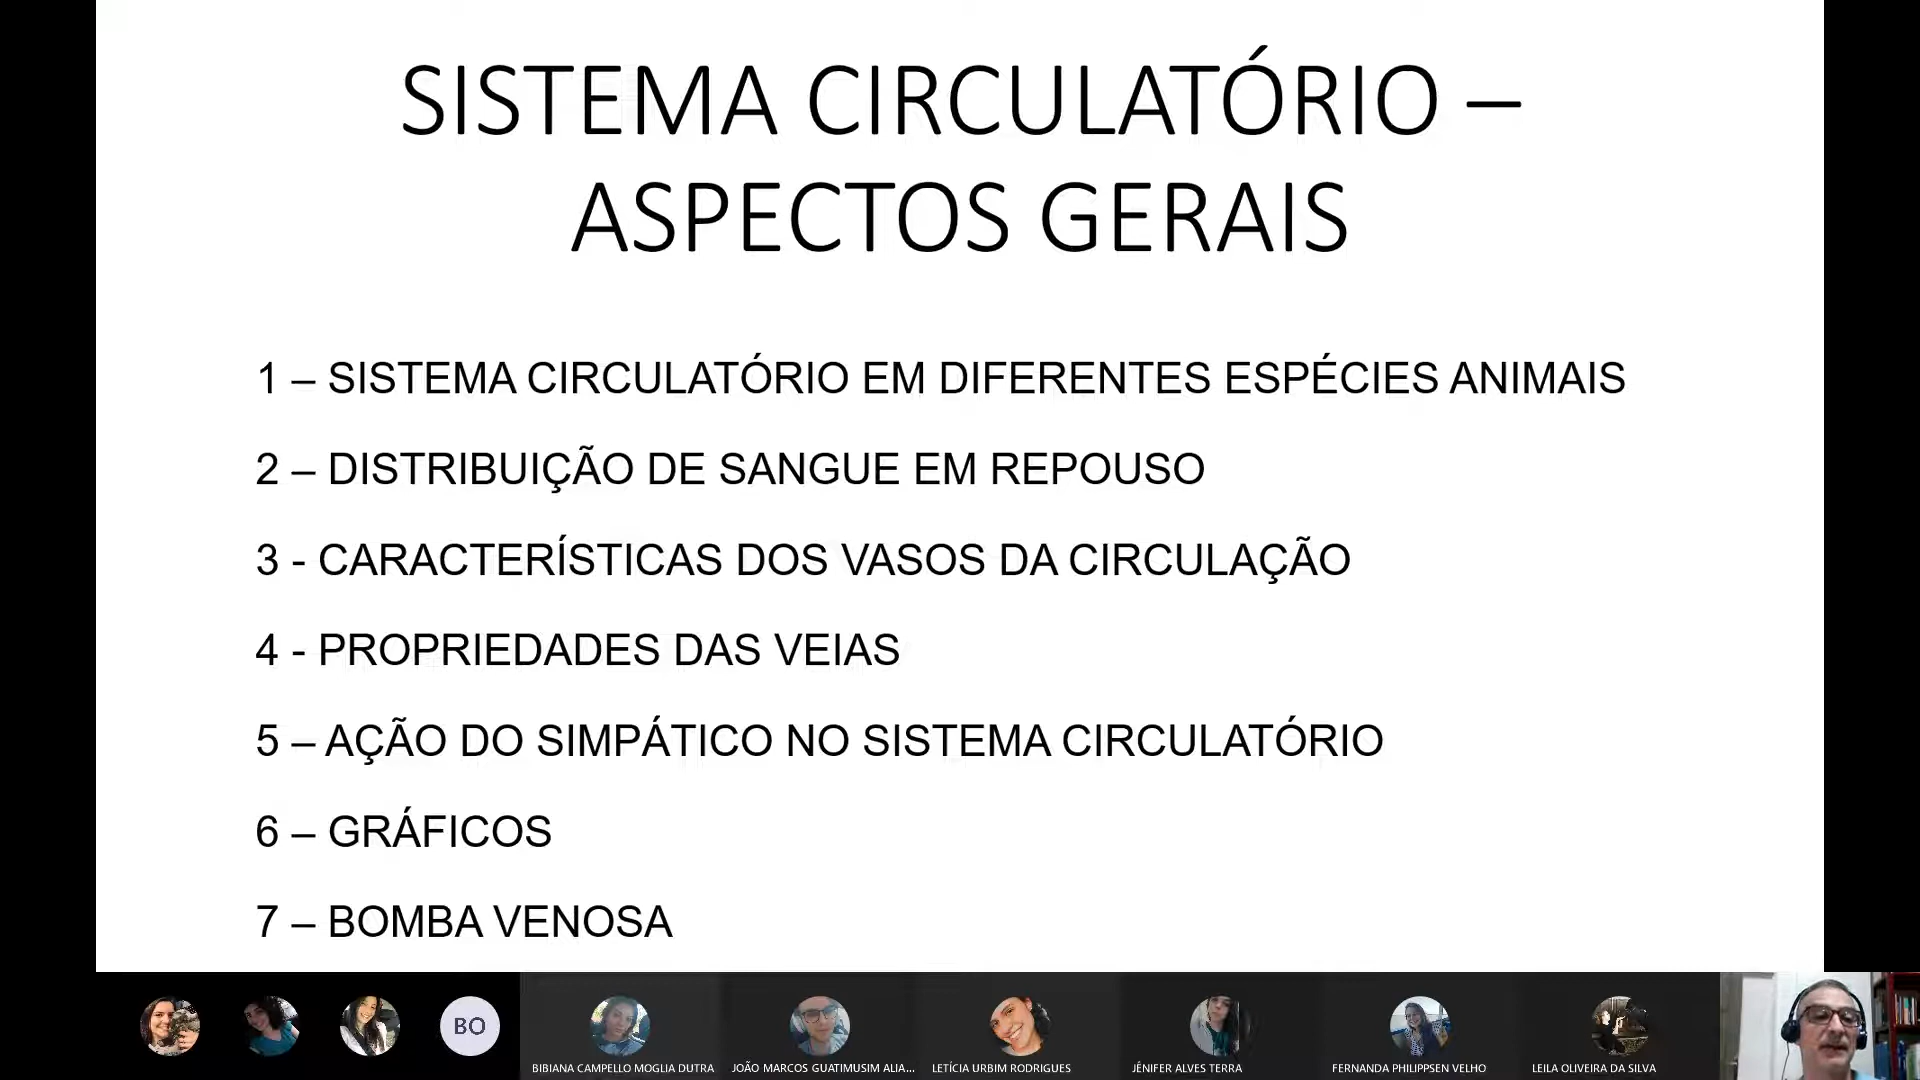 SISTEMA CIRCULATÓRIO –
ASPECTOS GERAIS
1 – SISTEMA CIRCULATÓRIO EM DIFERENTES ESPÉCIES ANIMAIS
2 – DISTRIBUIÇÃO DE SANGUE EM REPOUSO
3 - CARACTERÍSTICAS DOS VASOS DA CIRCULAÇÃO
4 - PROPRIEDADES DAS VEIAS
5 – AÇÃO DO SIMPÁTICO NO SISTEMA CIRCULATÓRIO
6 – GRÁFICOS
7 – BOMBA VENOSA
BO
BIBIANA CAMPELLO MOGLIA DUTRA
JOÃO MARCOS GUATIMUSIM ALIA...
LETÍCIA URBIM RODRIGUES
JÊNIFER ALVES TERRA
FERNANDA PHILIPPSEN VELHO
LEILA OLIVEIRA DA SILVA